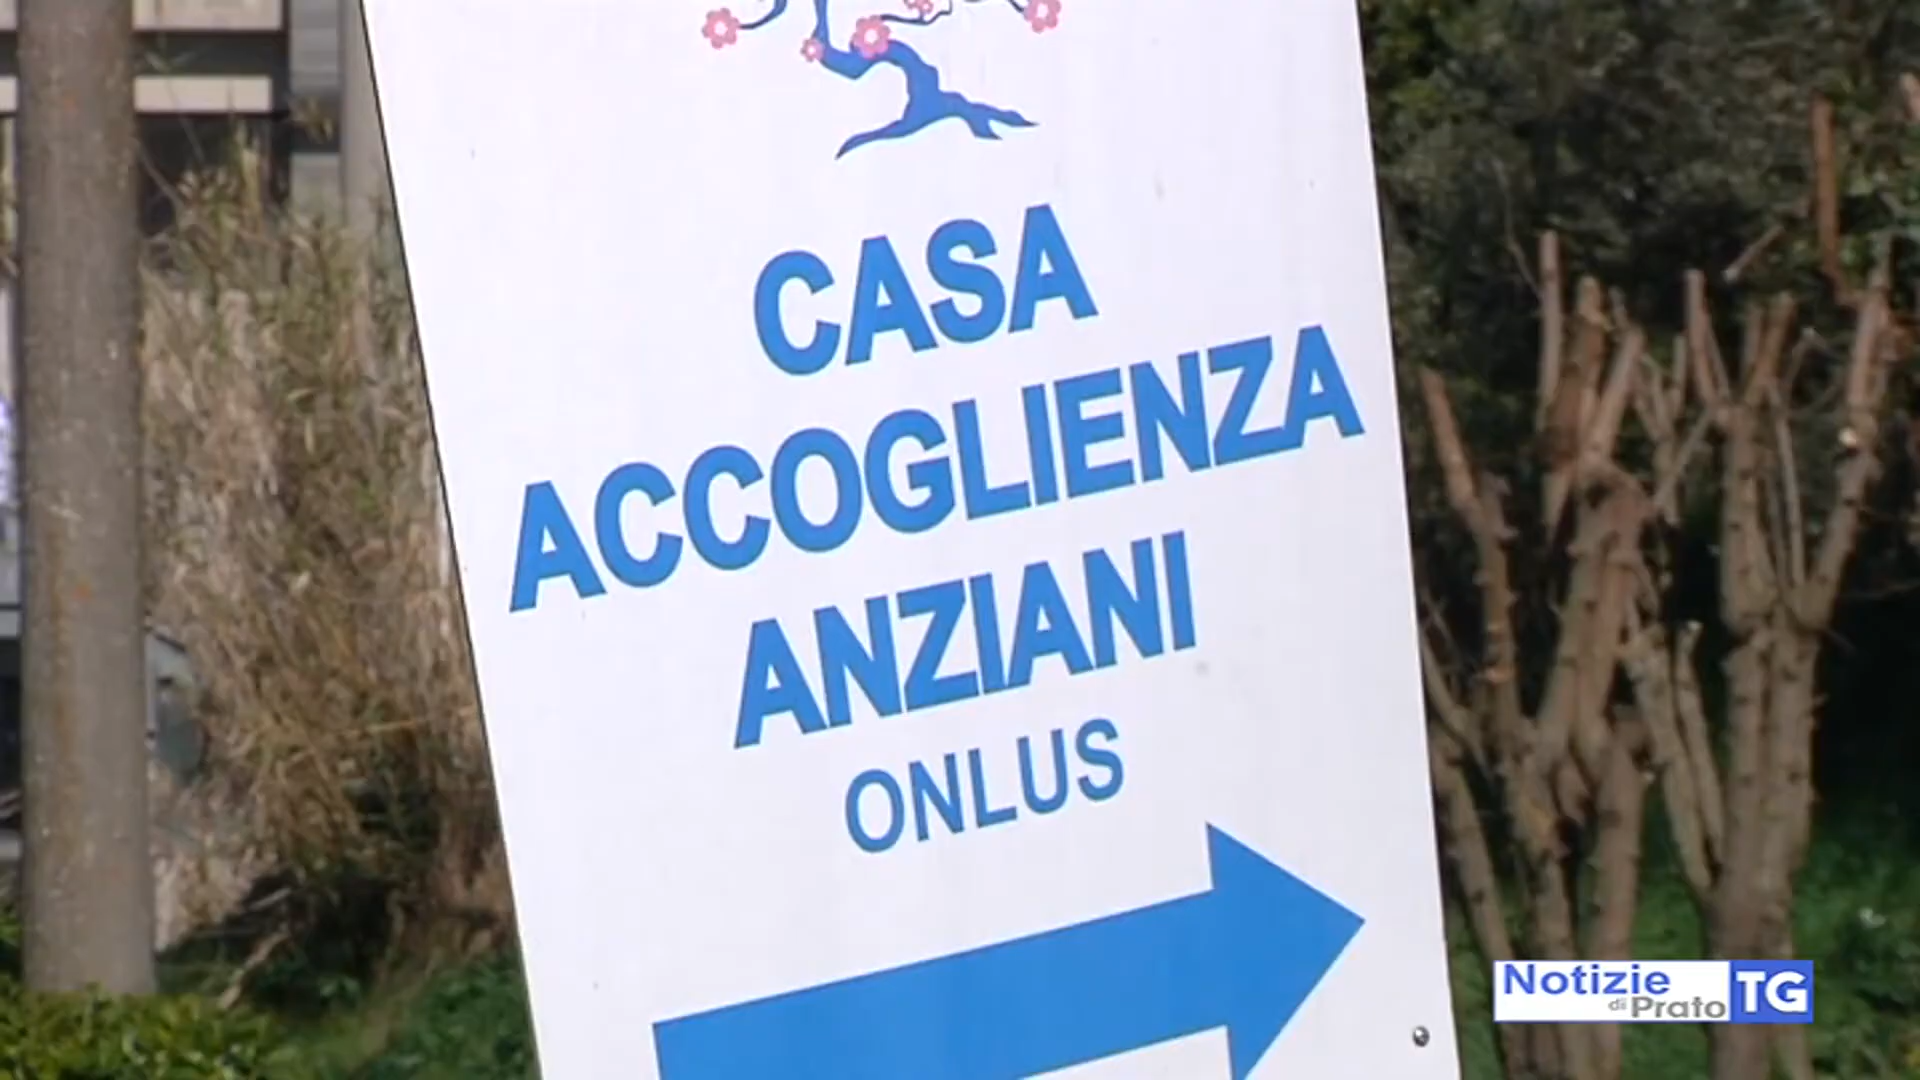 CASA
ACCOGLIENZA
ANZIANI
ONLUS
Notizie
di Prato TG